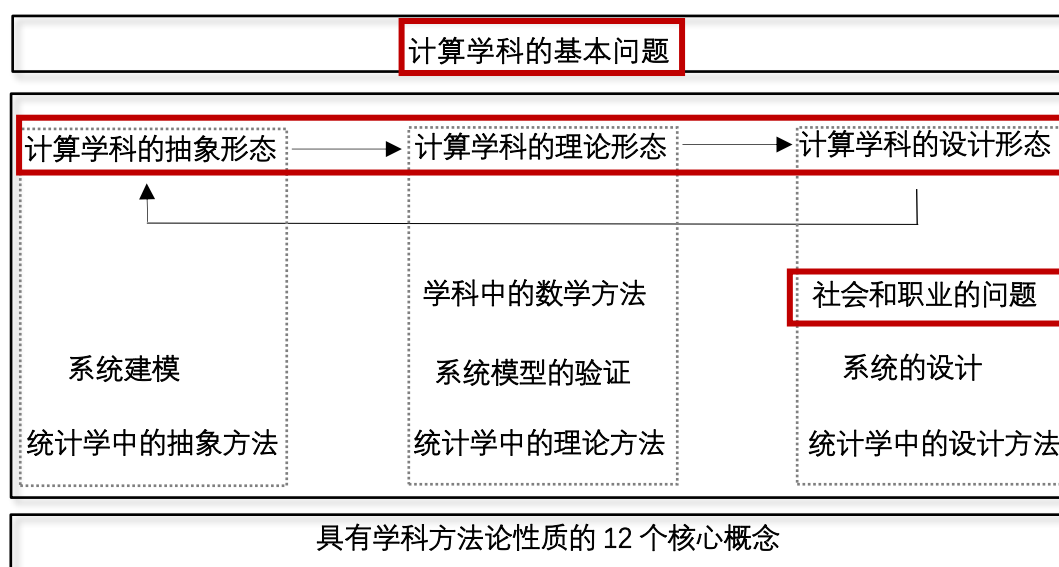 计算学科的基本问题
计算学科的抽象形态
计算学科的理论形态
计算学科的设计形态
学科中的数学方法
社会和职业的问题
系统建模
系统模型的验证
系统的设计
统计学中的抽象方法
统计学中的理论方法
统计学中的设计方法
具有学科方法论性质的 12 个核心概念